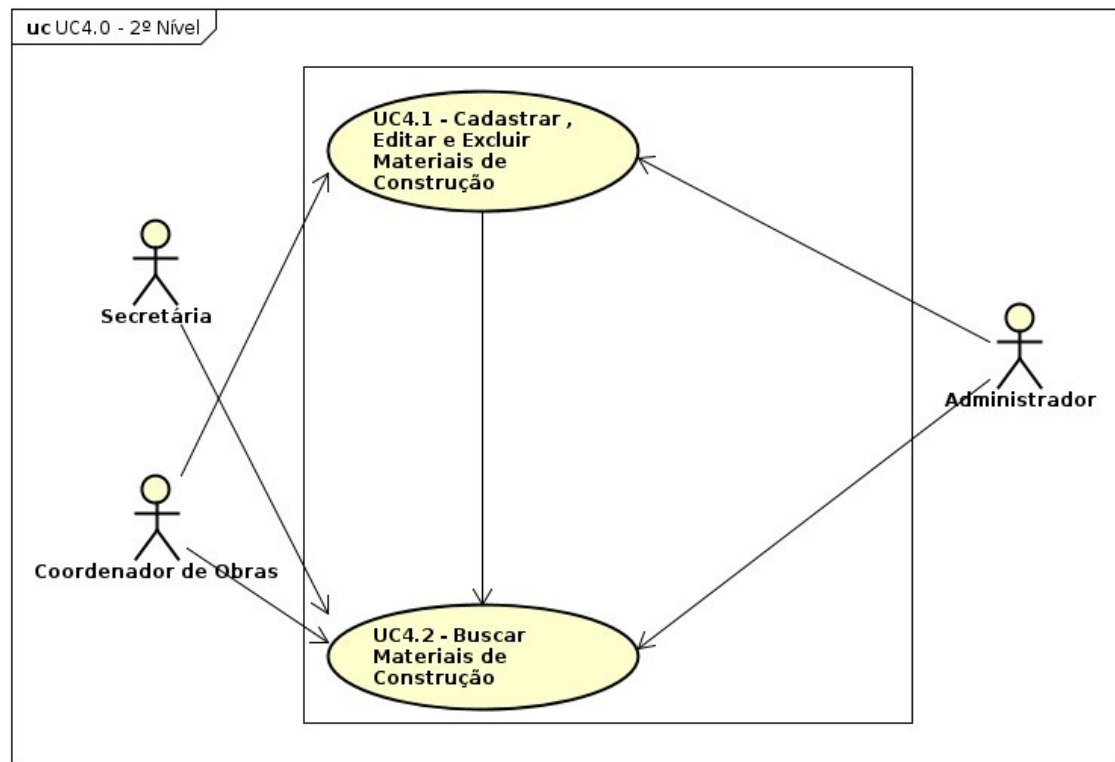 uc UC4.0 - 2º Nível
UC4.1 - Cadastrar ,
Editar e Excluir
Materiais de
Construção
Secretária
Administrador
Coordenador de Obras
UC4.2 - Buscar
Materiais de
Construção